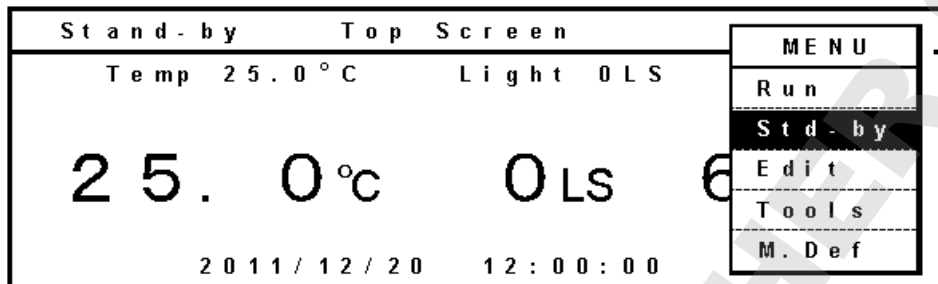 Stand-by Top Screen
Temp 25.0°C Light 0LS
25.0°C 0LS 6
2011/12/20 12:00:00
MENU
Run
Std-by
Edit
Tools
M.Def